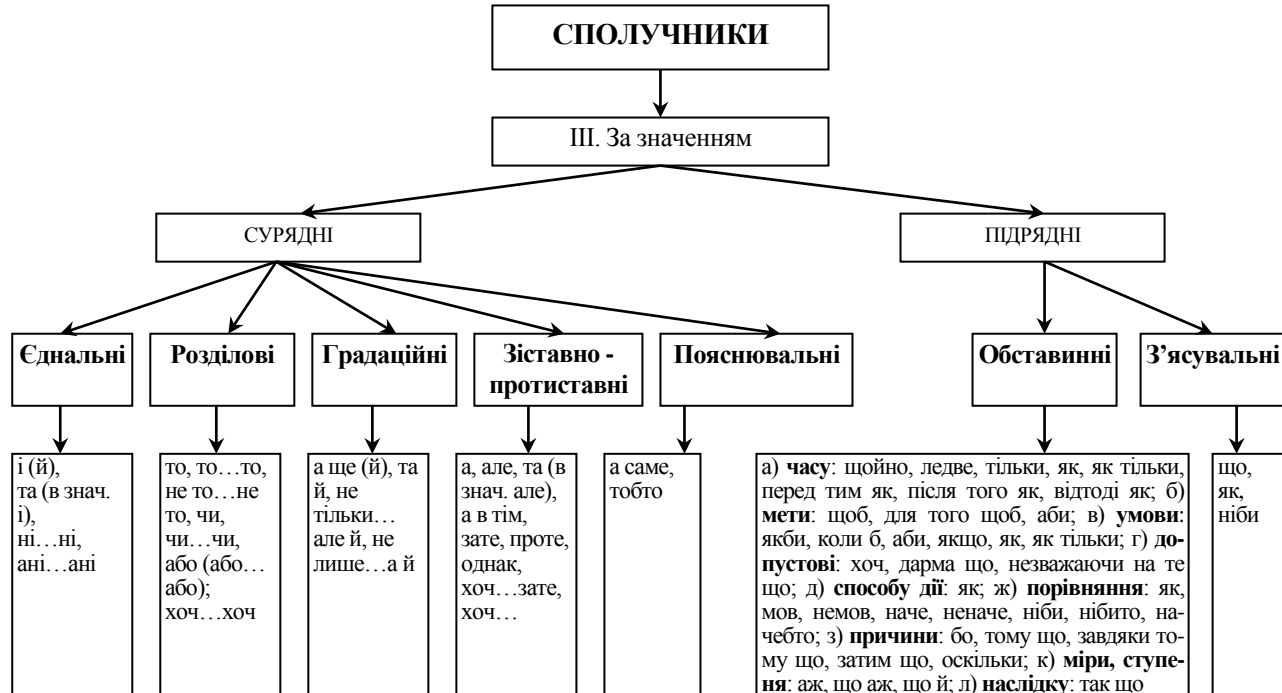 СПОЛУЧНИКИ
ІІІ. За значенням
СУРЯДНІ
ПІДРЯДНІ
Єднальні
Розділові
Градаційні
Зіставно -
протиставні
Пояснювальні
Обставинні
З’ясувальні
і (й),
та (в знач.
і),
ні…ні,
ані…ані
то, то…то,
не то…не
то, чи,
чи…чи,
або (або…
або);
хоч…хоч
а ще (й), та
й, не
тільки…
але й, не
лише…а й
а, але, та (в
знач. але),
а в тім,
зате, проте,
однак,
хоч…зате,
хоч…
а саме,
тобто
а) часу: щойно, ледве, тільки, як, як тільки,
перед тим як, після того як, відтоді як; б)
мети: щоб, для того щоб, аби; в) умови:
якби, коли б, аби, якщо, як, як тільки; г) до-
пустові: хоч, дарма що, незважаючи на те
що; д) способу дії: як; ж) порівняння: як,
мов, немов, наче, неначе, ніби, нібито, на-
чебто; з) причини: бо, тому що, завдяки то-
му що, затим що, оскільки; к) міри, ступе-
ня: аж, що аж, що й; л) наслідку: так що
що,
як,
ніби